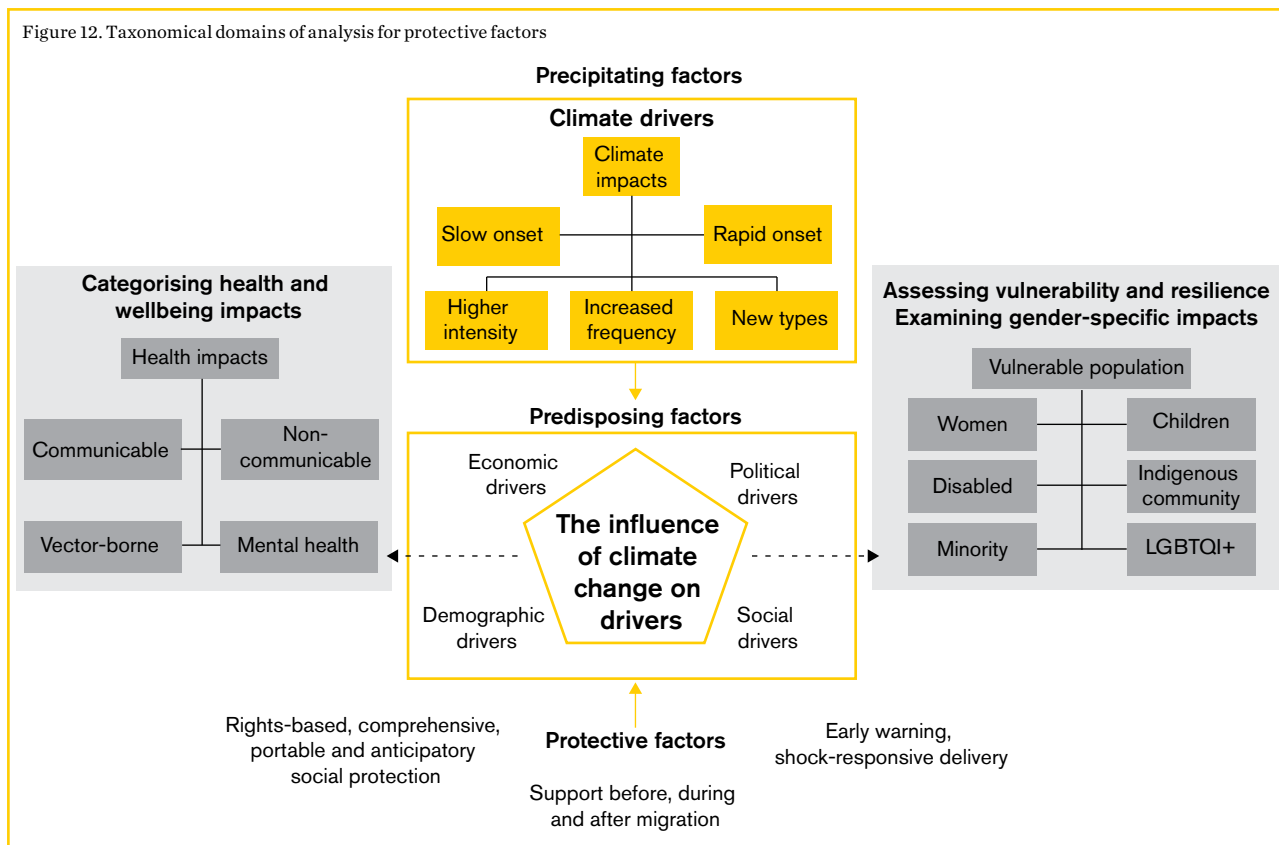 Figure 12. Taxonomical domains of analysis for protective factors
Precipitating factors
Climate drivers
Climate
impacts
Slow onset
Rapid onset
Higher
intensity
Increased
frequency
New types
Categorising health and
wellbeing impacts
Health impacts
Communicable
Non-
communicable
Vector-borne
Mental health
Predisposing factors
Economic
drivers
Political
drivers
The influence
of climate
change on
drivers
Demographic
drivers
Social
drivers
Assessing vulnerability and resilience
Examining gender-specific impacts
Vulnerable population
Women
Children
Disabled
Indigenous
community
Minority
LGBTQI+
Rights-based, comprehensive,
portable and anticipatory
social protection
Protective factors
Support before, during
and after migration
Early warning,
shock-responsive delivery